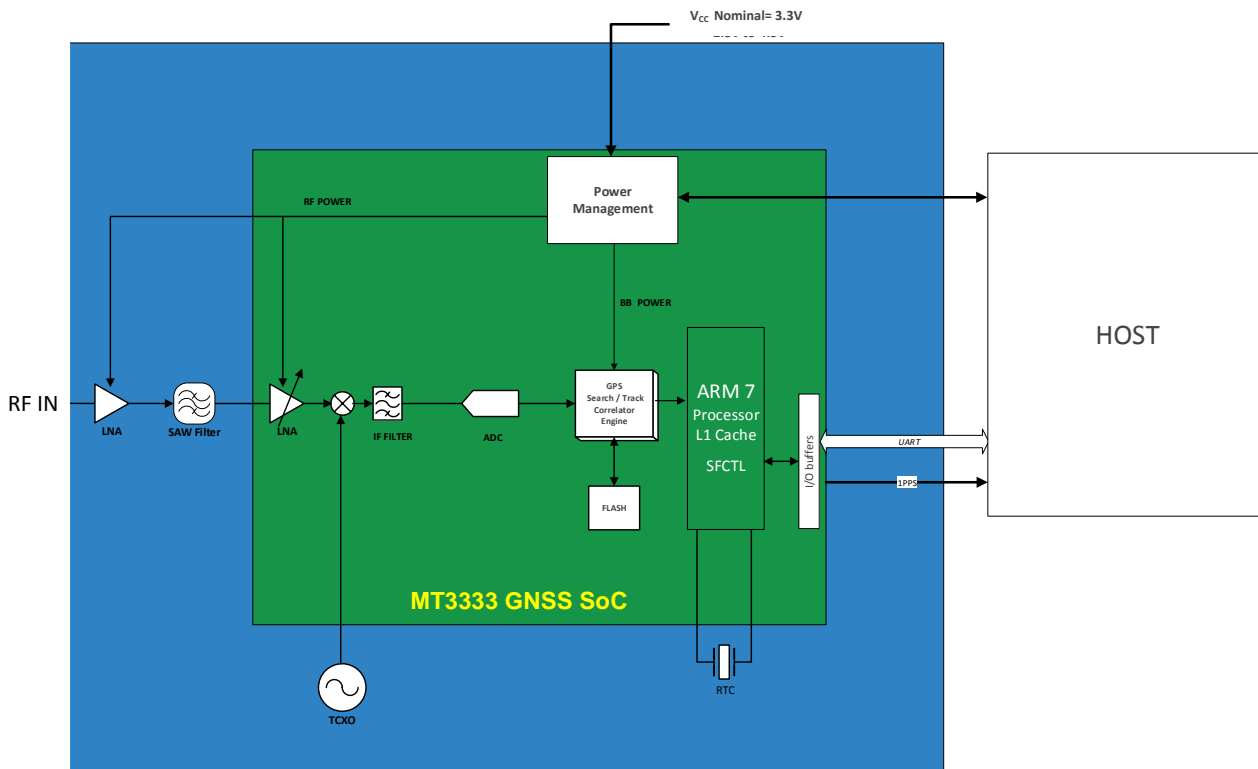 VCC Nominal= 3.3V
Power
Management
RF POWER
BB POWER
HOST
RF IN
LNA
SAW Filter
LNA
IF FILTER
ADC
GPS
Search / Track
Correlator
Engine
ARM 7
Processor
L1 Cache
SFCTL
I/O buffers
UART
1PPS
FLASH
MT3333 GNSS SoC
RTC
TCXO